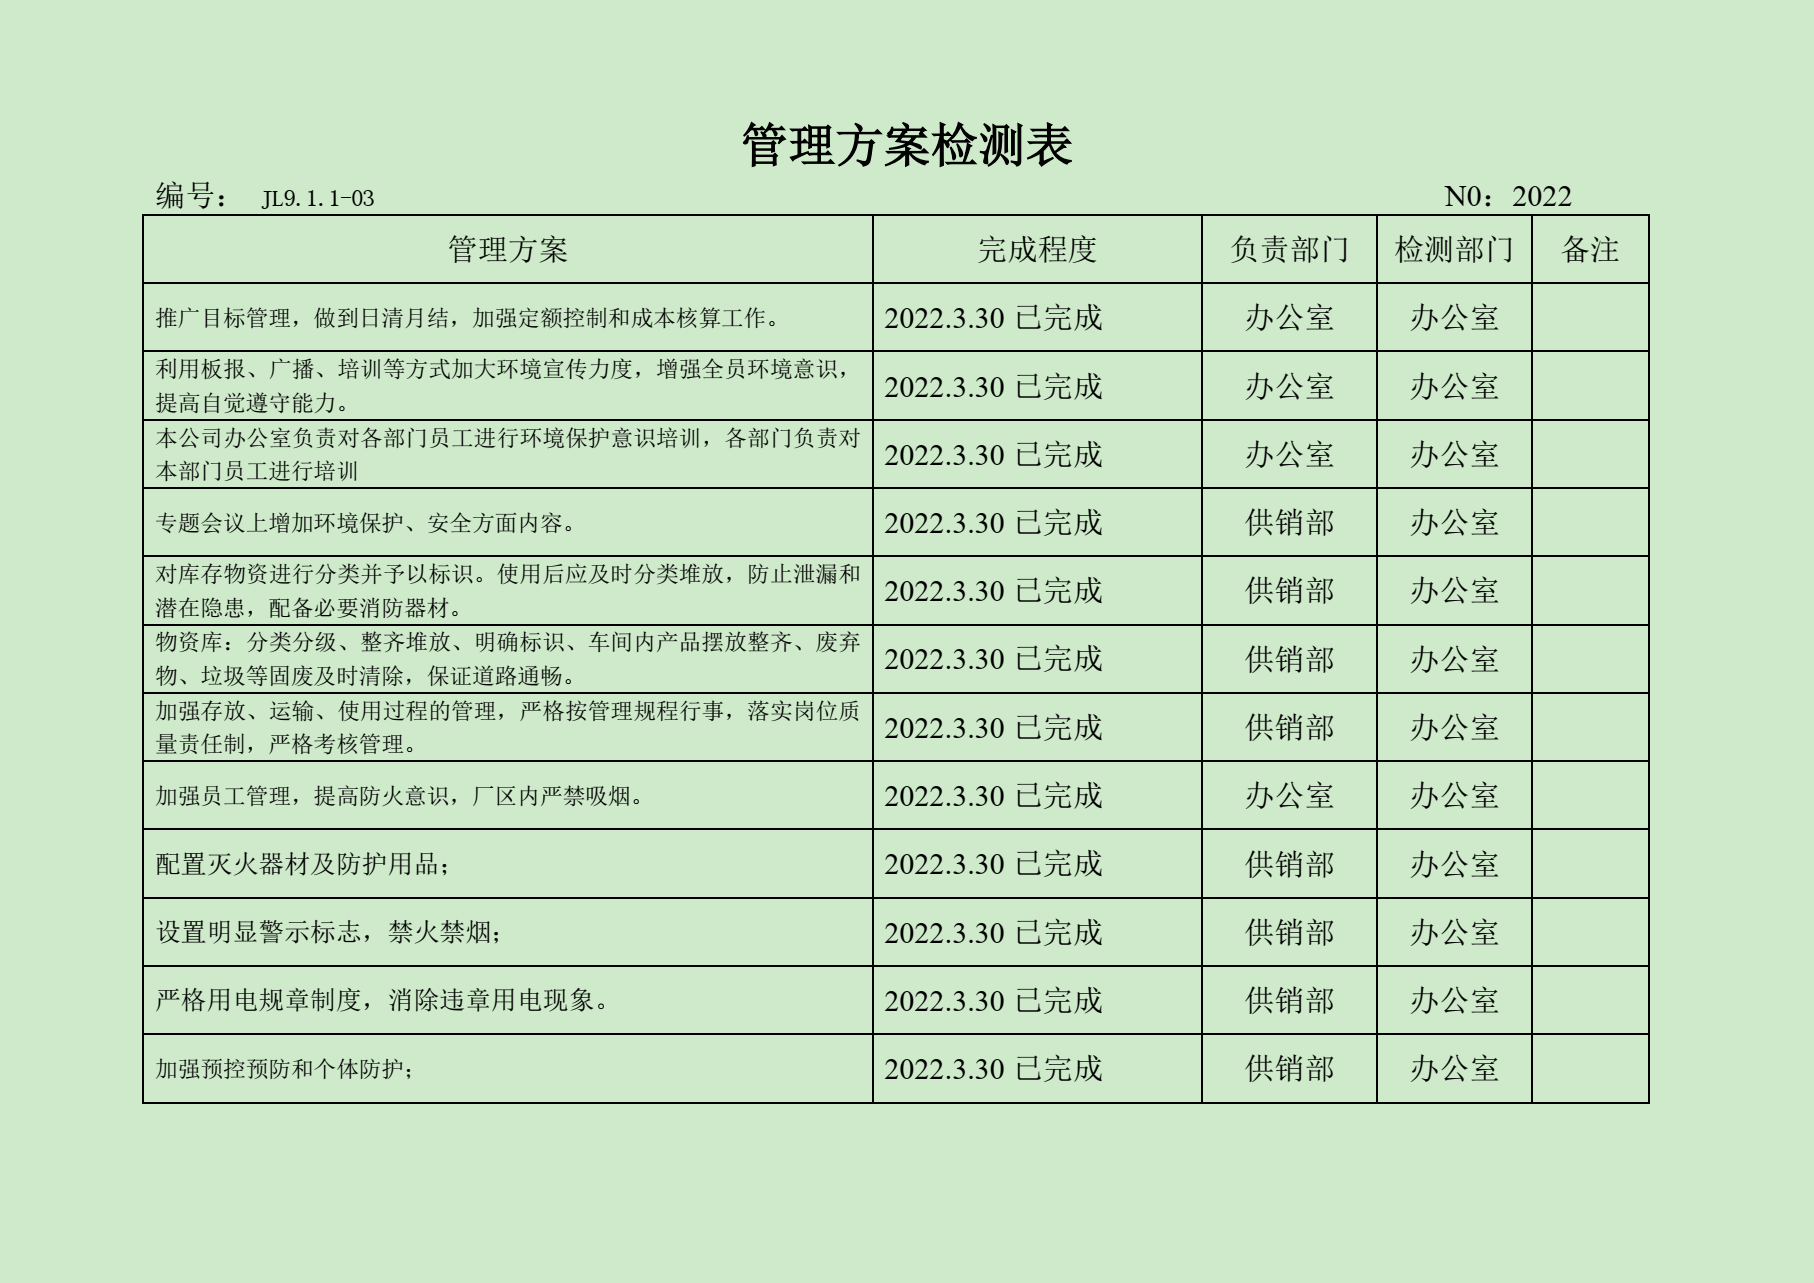 管理方案检测表
编号： JL9.1.1-03 N0：2022
管理方案 完成程度 负责部门 检测部门 备注
推广目标管理，做到日清月结，加强定额控制和成本核算工作。 2022.3.30 已完成 办公室 办公室
利用板报、广播、培训等方式加大环境宣传力度，增强全员环境意识，
提高自觉遵守能力。 2022.3.30 已完成 办公室 办公室
本公司办公室负责对各部门员工进行环境保护意识培训，各部门负责对
本部门员工进行培训 2022.3.30 已完成 办公室 办公室
专题会议上增加环境保护、安全方面内容。 2022.3.30 已完成 供销部 办公室
对库存物资进行分类并予以标识。使用后应及时分类堆放，防止泄漏和
潜在隐患，配备必要消防器材。 2022.3.30 已完成 供销部 办公室
物资库：分类分级、整齐堆放、明确标识、车间内产品摆放整齐、废弃
物、垃圾等固废及时清除，保证道路通畅。 2022.3.30 已完成 供销部 办公室
加强存放、运输、使用过程的管理，严格按管理规程行事，落实岗位质
量责任制，严格考核管理。 2022.3.30 已完成 供销部 办公室
加强员工管理，提高防火意识，厂区内严禁吸烟。 2022.3.30 已完成 办公室 办公室
配置灭火器材及防护用品； 2022.3.30 已完成 供销部 办公室
设置明显警示标志，禁火禁烟； 2022.3.30 已完成 供销部 办公室
严格用电规章制度，消除违章用电现象。 2022.3.30 已完成 供销部 办公室
加强预控预防和个体防护； 2022.3.30 已完成 供销部 办公室